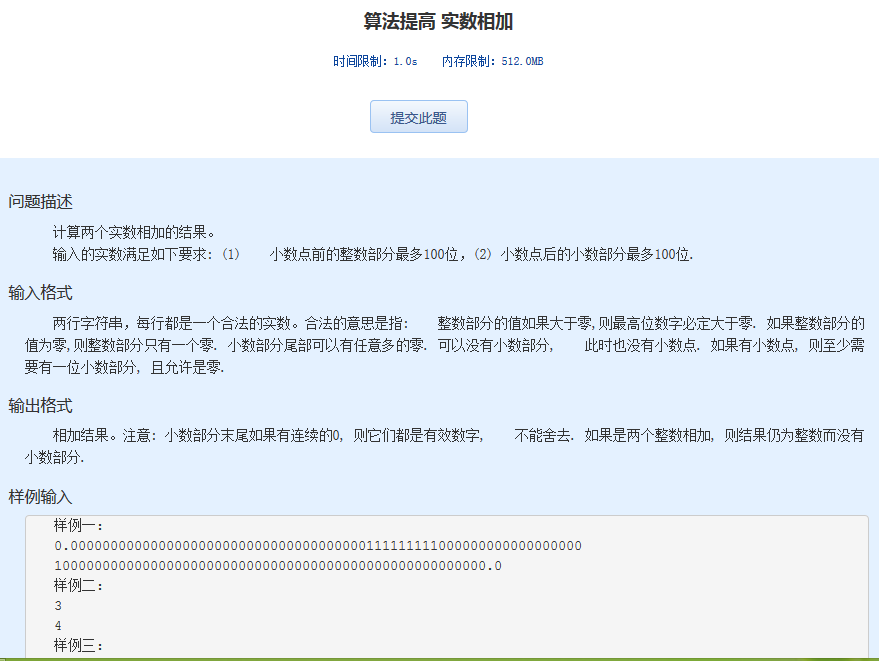 算法提高 实数相加
时间限制：1.0s 内存限制：512.0MB
提交此题
问题描述
计算两个实数相加的结果。
输入的实数满足如下要求: (1) 小数点前的整数部分最多100位，(2) 小数点后的小数部分最多100位.
输入格式
两行字符串，每行都是一个合法的实数。合法的意思是指: 整数部分的值如果大于零,则最高位数字必定大于零. 如果整数部分的
值为零,则整数部分只有一个零. 小数部分尾部可以有任意多的零. 可以没有小数部分, 此时也没有小数点. 如果有小数点, 则至少需
要有一位小数部分, 且允许是零.
输出格式
相加结果。注意: 小数部分末尾如果有连续的0, 则它们都是有效数字, 不能舍去. 如果是两个整数相加, 则结果仍为整数而没有
小数部分.
样例输入
样例一：
0.0000000000000000000000000000000000000111111111000000000000000000
1000000000000000000000000000000000000000000000000000000.0
样例二：
3
4
样例三：